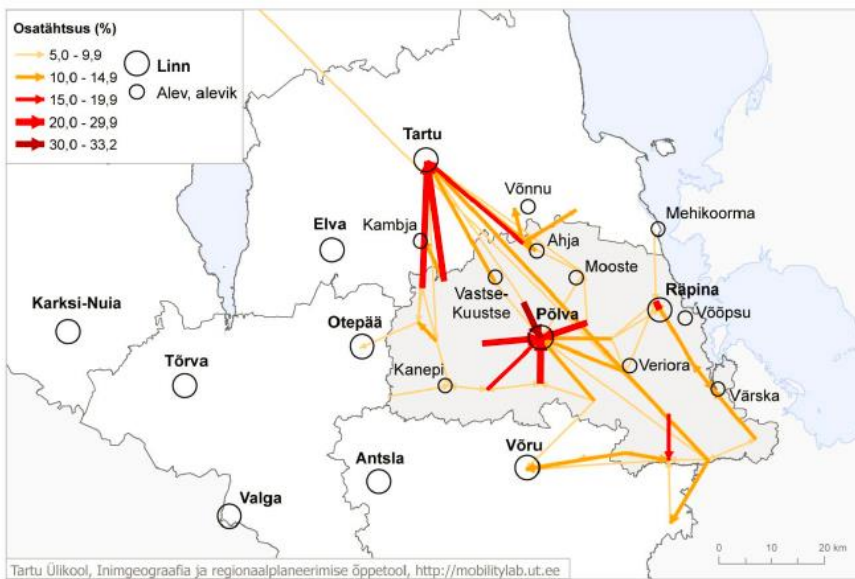 Osatähtsus (%)
5,0 - 9,9
10,0 - 14,9
15,0 - 19,9
20,0 - 29,9
30,0 - 33,2
Linn
Alev, alevik
Tartu
Võnnu
Mehikoorma
Kambja
Elva
Ahja
Mooste
Karksi-Nuia
Vastse-
Kuustse
Räpina
Põlva
Vööpsu
Otepää
Tõrva
Kanepi
Veriora
Värska
Antsla
Võru
Valga
0 10 20 km
Tartu Ülikool, Inimgeograafia ja regionaalplaneerimise õppetool, http://mobilitylab.ut.ee